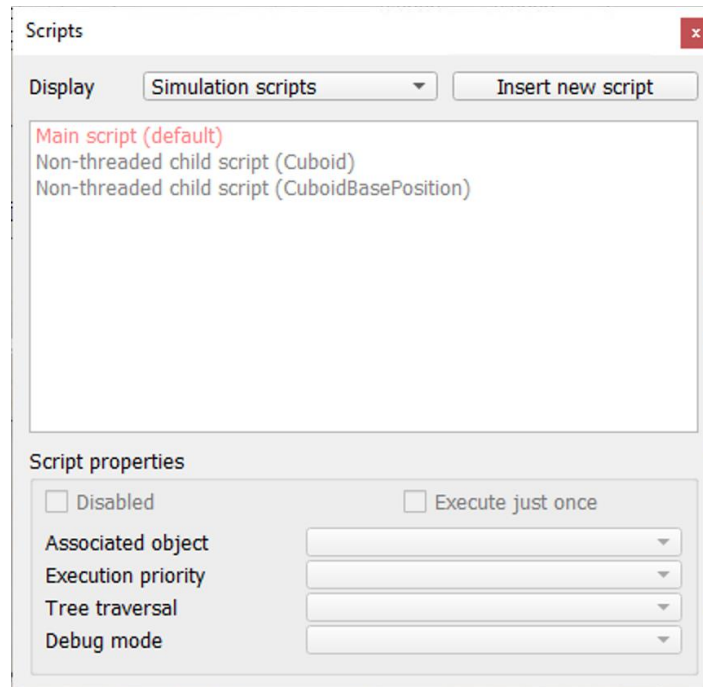 Scripts
x
Display Simulation scripts Insert new script
Main script (default)
Non-threaded child script (Cuboid)
Non-threaded child script (CuboidBasePosition)
Script properties
Disabled Execute just once
Associated object
Execution priority
Tree traversal
Debug mode